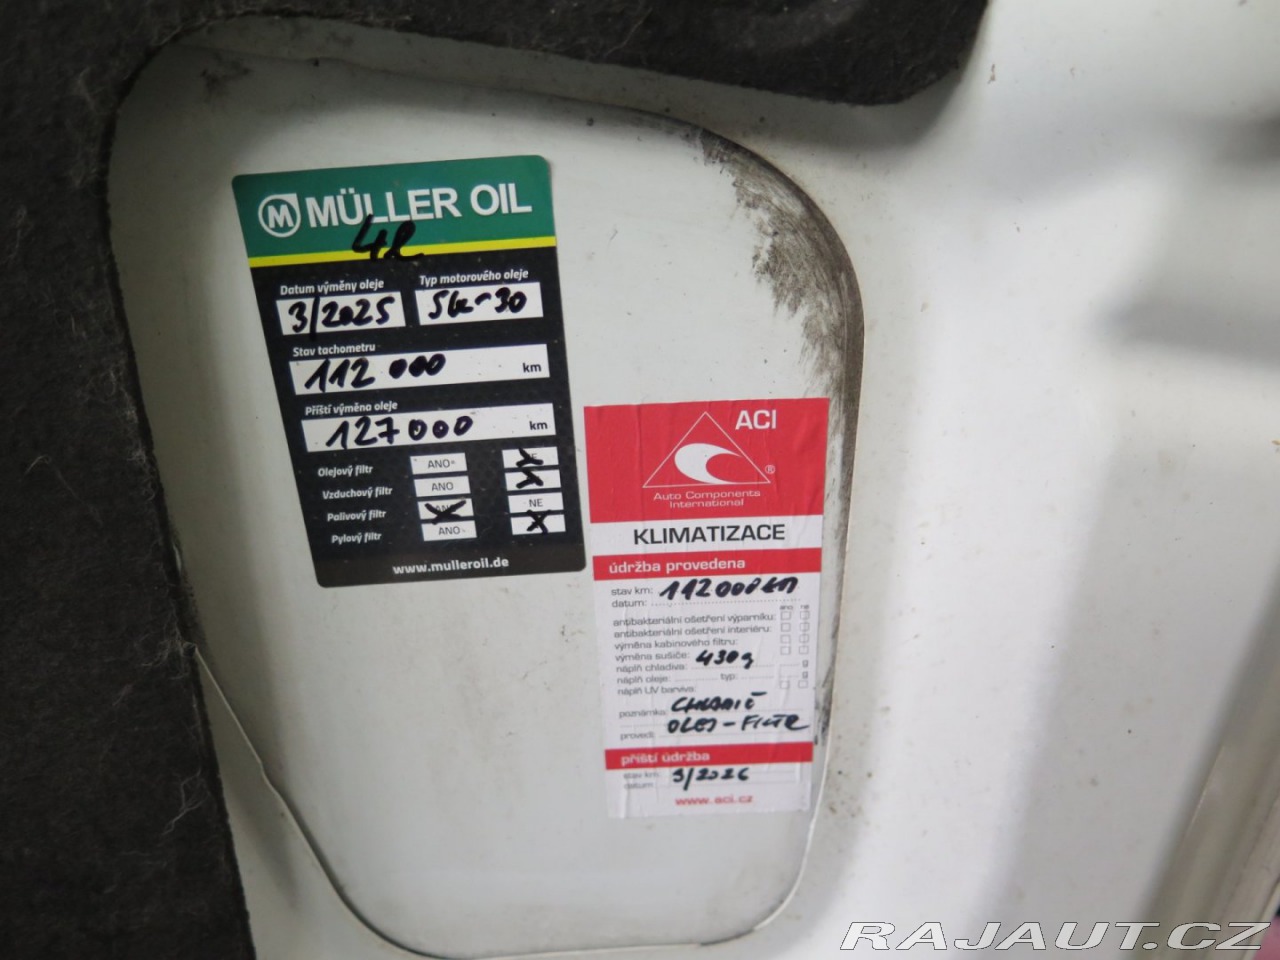 MÜLLER OIL
4l
Datum výměny oleje
Typ motorového oleje
3/2025
5W-30
Stav tachometru
112 000 km
Příští výměna oleje
127000 km
Olejový filtr ANO
Vzduchový filtr ANO
Palivový filtr NE
Pylový filtr ANO
www.mulleroil.de
ACI
Auto Components
International
KLIMATIZACE
údržba provedena
stav km: 112000km
datum:
ano ne
antibakteriální ošetření výparníku:
antibakteriální ošetření interiéru:
výměna kabinového filtru:
výměna sušiče:
náplň chladiva: 430g g
náplň oleje: typ: g
náplň UV barviva:
poznámka:
OLEJ-FILTR
provedl:
příští údržba
stav km:
datum 3/2026
www.aci.cz
RAJAUT.CZ